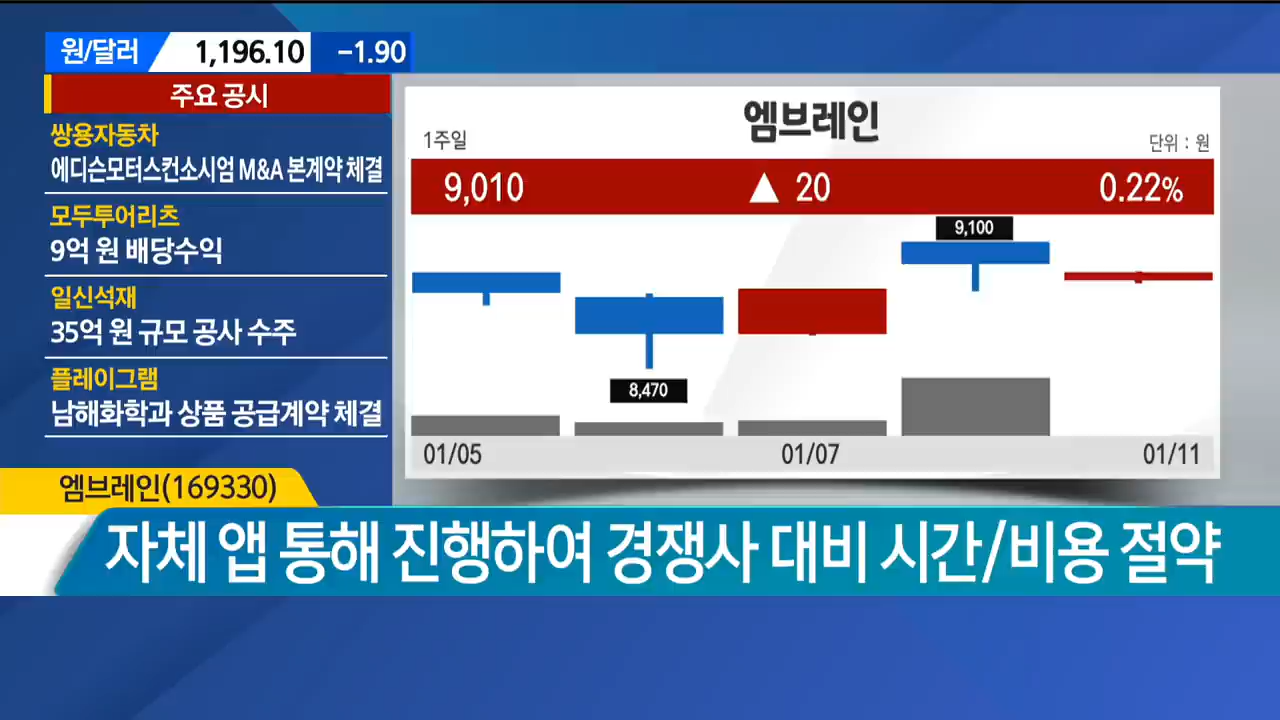 원/달러 1,196.10 -1.90
주요 공시
쌍용자동차
에디슨모터스컨소시엄 M&A 본계약 체결
모두투어리츠
9억 원 배당수익
일신석재
35억 원 규모 공사 수주
플레이그램
남해화학과 상품 공급계약 체결
엠브레인
1주일 단위 : 원
9,010 ▲ 20 0.22%
9,100
8,470
01/05 01/07 01/11
엠브레인(169330)
자체 앱 통해 진행하여 경쟁사 대비 시간/비용 절약